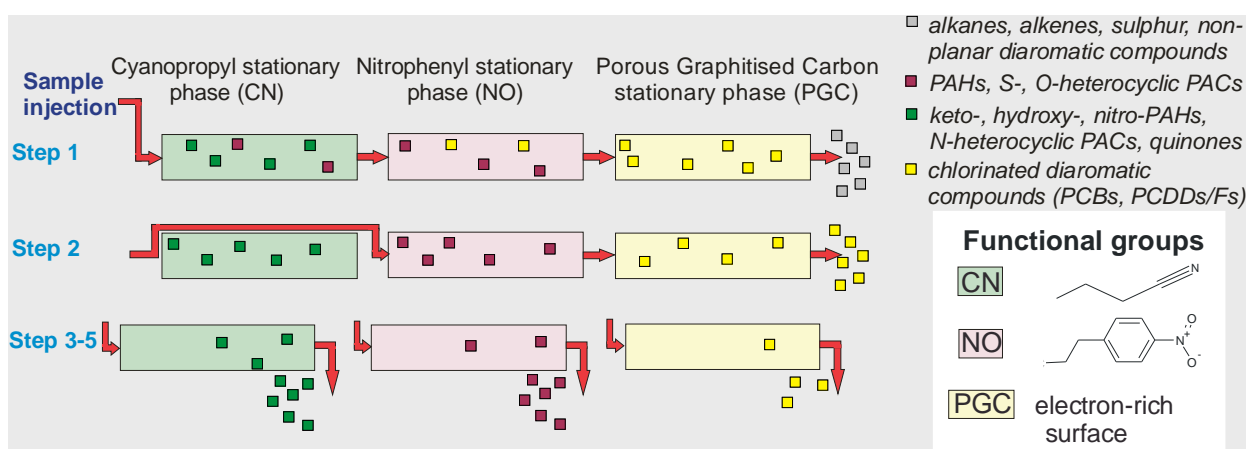 Sample
injection
Cyanopropyl stationary
phase (CN)
Nitrophenyl stationary
phase (NO)
Porous Graphitised Carbon
stationary phase (PGC)
Step 1
Step 2
Step 3-5
alkanes, alkenes, sulphur, non-
planar diaromatic compounds
PAHs, S-, O-heterocyclic PACs
keto-, hydroxy-, nitro-PAHs,
N-heterocyclic PACs, quinones
chlorinated diaromatic
compounds (PCBs, PCDDs/Fs)
Functional groups
CN
N
NO
O
N+
O-
PGC
electron-rich
surface